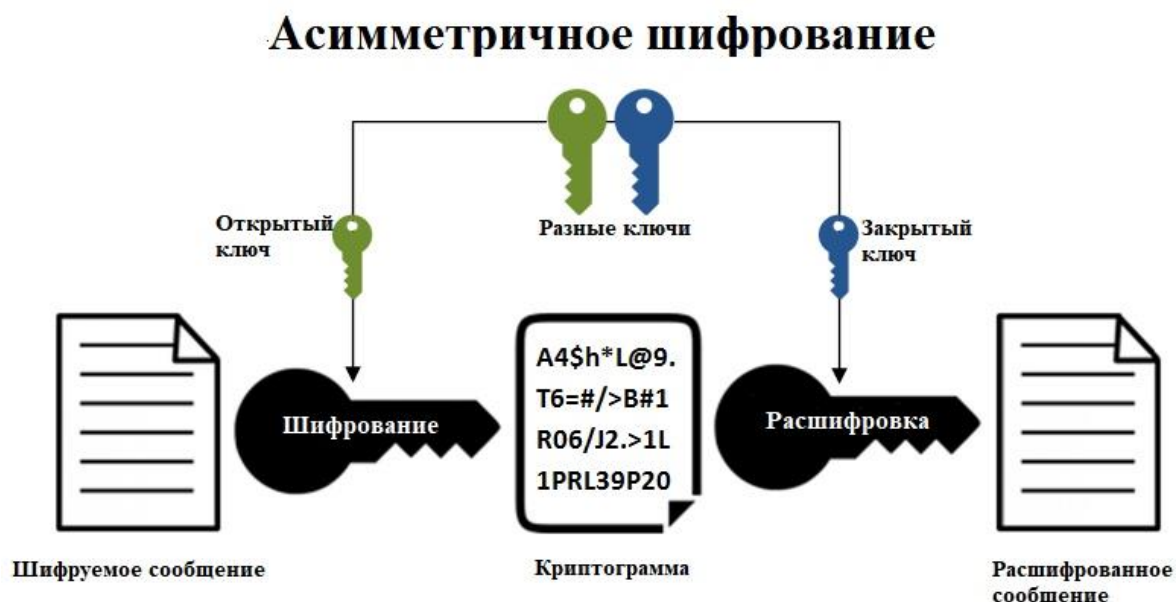 Асимметричное шифрование
Открытый
ключ
Разные ключи
Закрытый
ключ
Шифрование
A4$h*L@9.
T6=#/>B#1
R06/J2.>1L
1PRL39P20
Расшифровка
Шифруемое сообщение
Криптограмма
Расшифрованное
сообщение